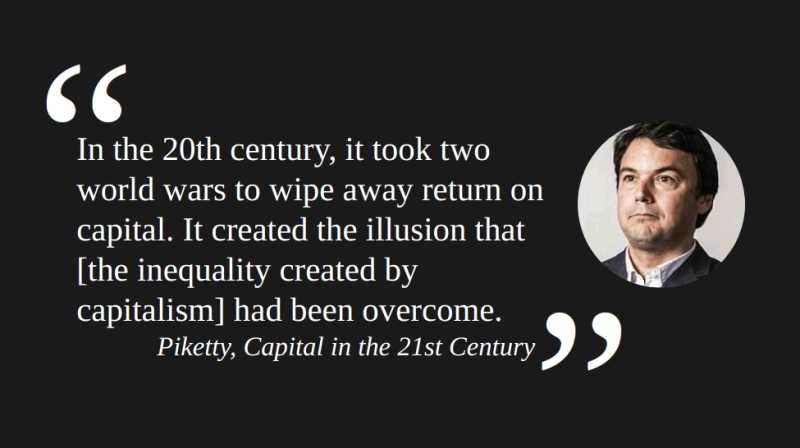 “
In the 20th century, it took two
world wars to wipe away return on
capital. It created the illusion that
[the inequality created by
capitalism] had been overcome.
Piketty, Capital in the 21st Century
”